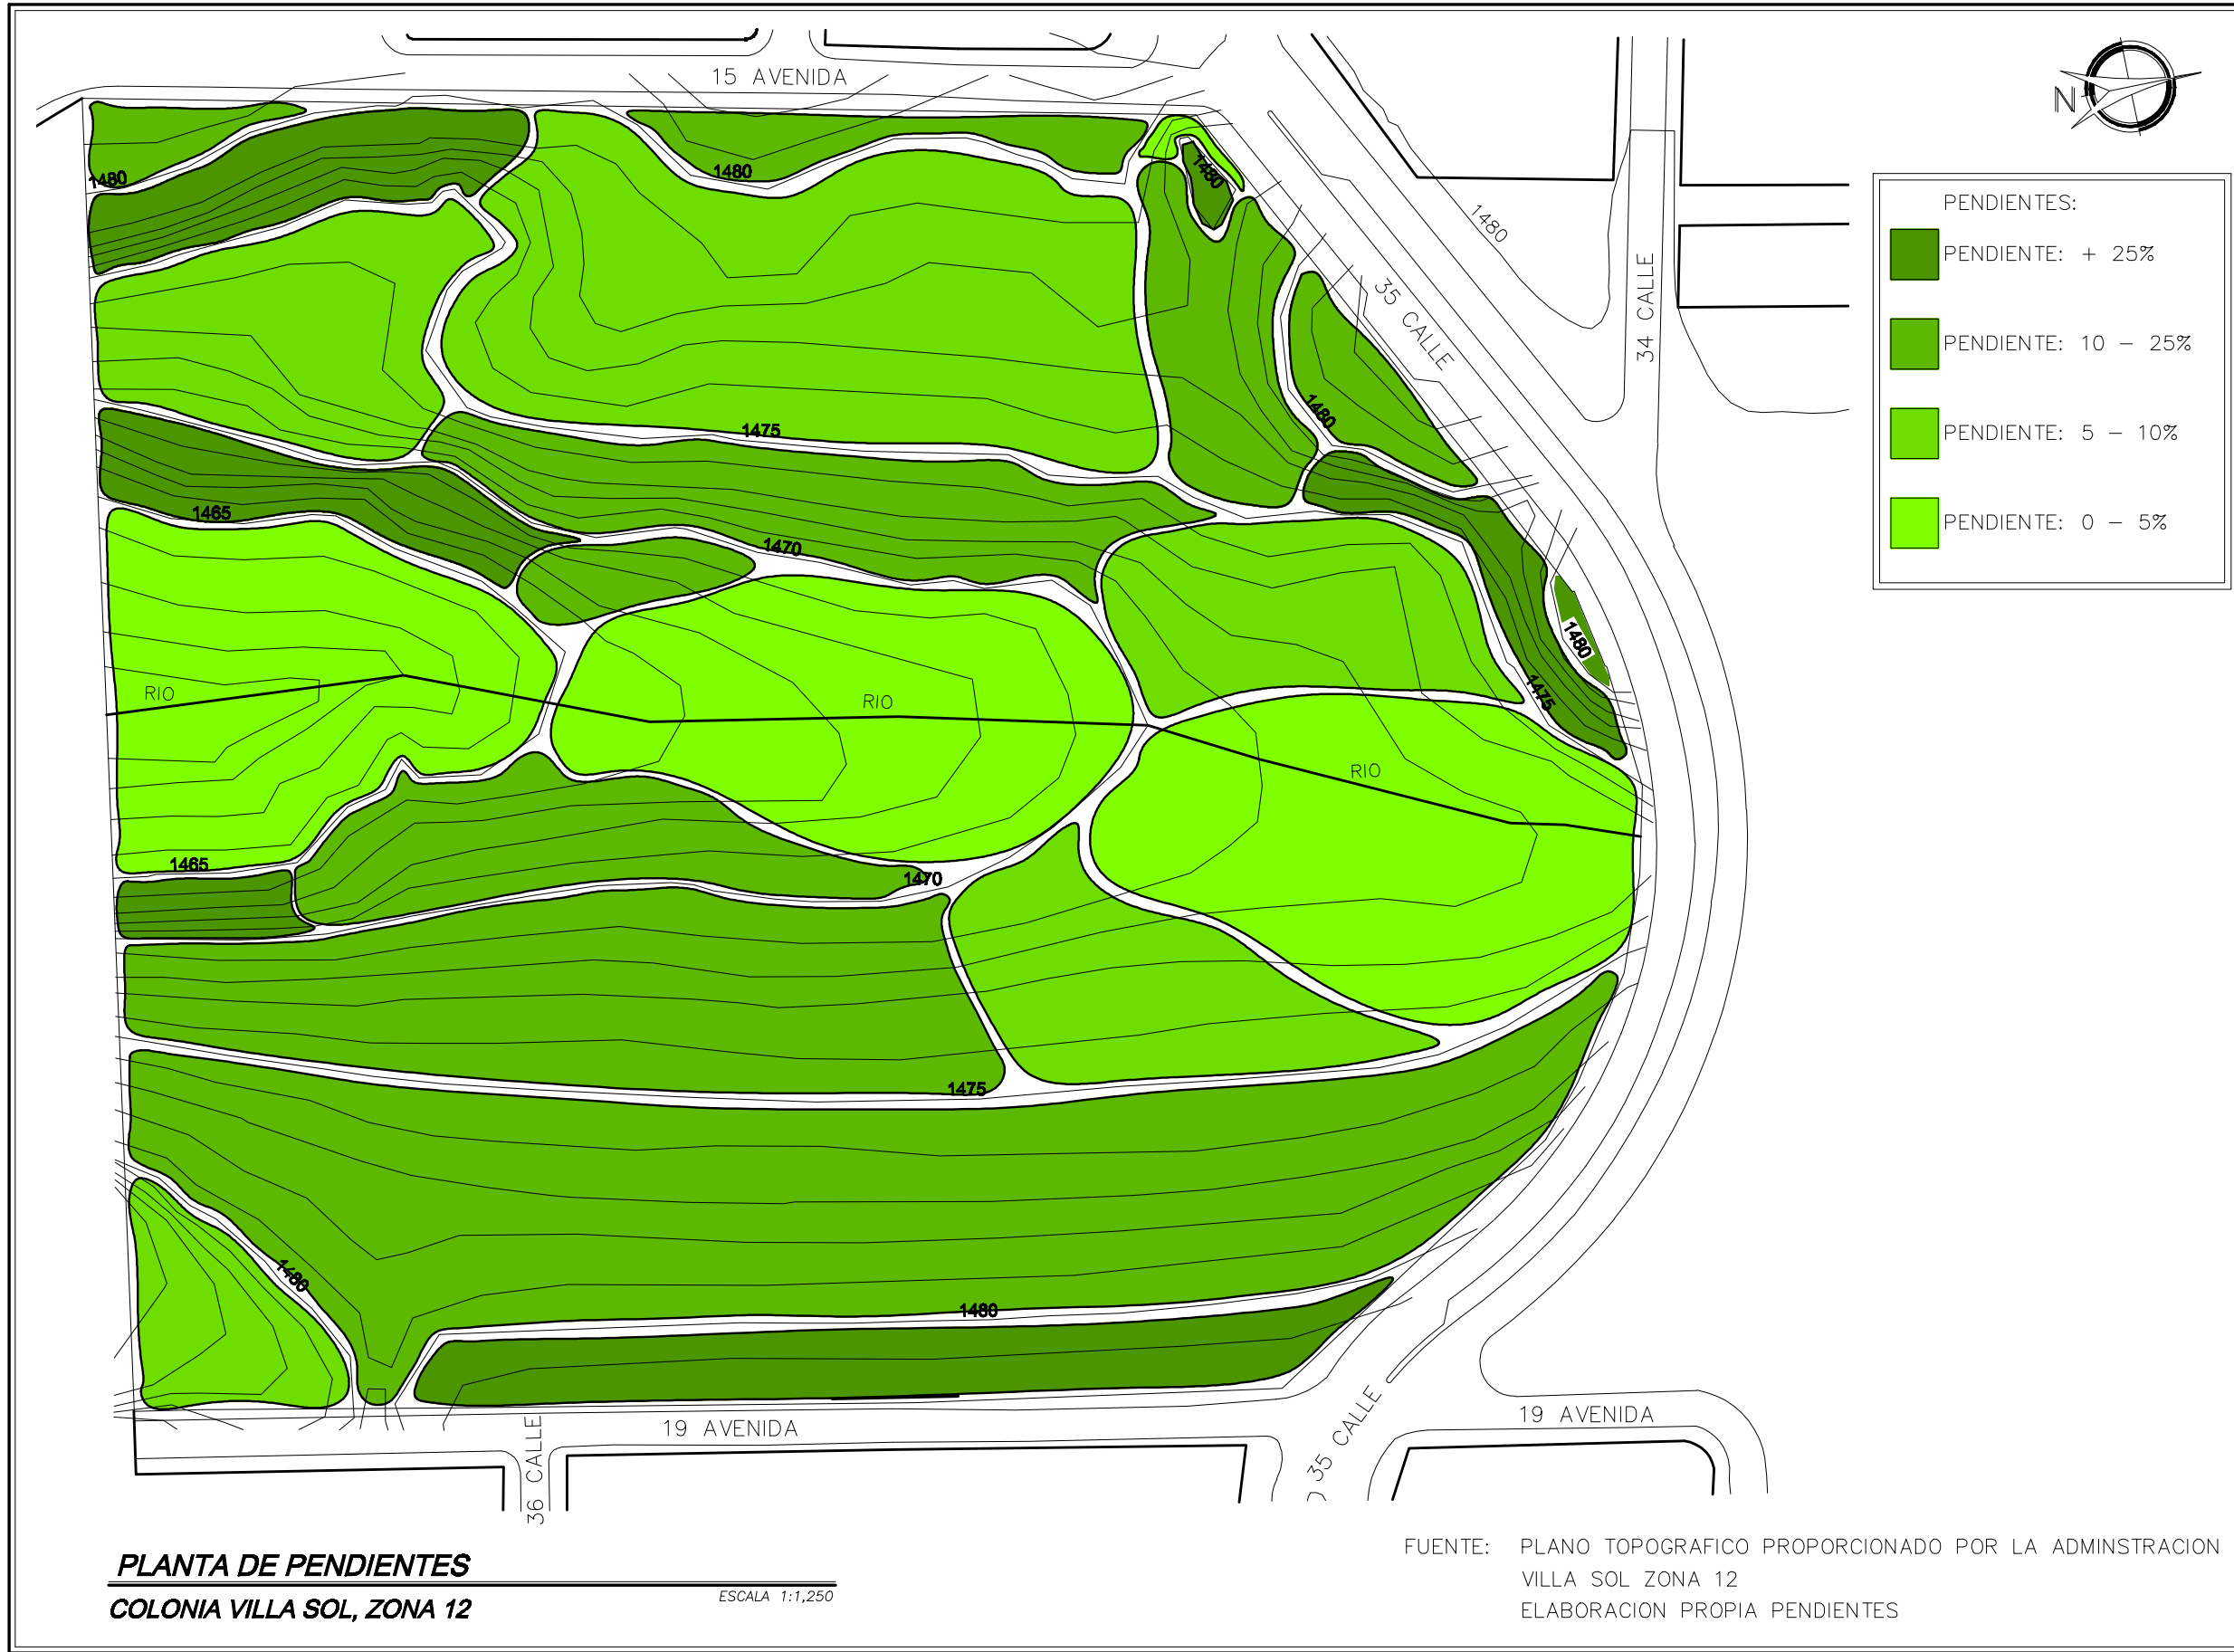 15 AVENIDA
N
1480
1480
1480
1480
PENDIENTES:
PENDIENTE: + 25%
PENDIENTE: 10 - 25%
PENDIENTE: 5 - 10%
PENDIENTE: 0 - 5%
35 CALLE
34 CALLE
1480
1475
1465
1470
1480
1475
RIO
RIO
RIO
1465
1470
1475
1480
1480
19 AVENIDA
19 AVENIDA
36 CALLE
35 CALLE
PLANTA DE PENDIENTES
ESCALA 1:1,250
COLONIA VILLA SOL, ZONA 12
FUENTE: PLANO TOPOGRAFICO PROPORCIONADO POR LA ADMINSTRACION
VILLA SOL ZONA 12
ELABORACION PROPIA PENDIENTES